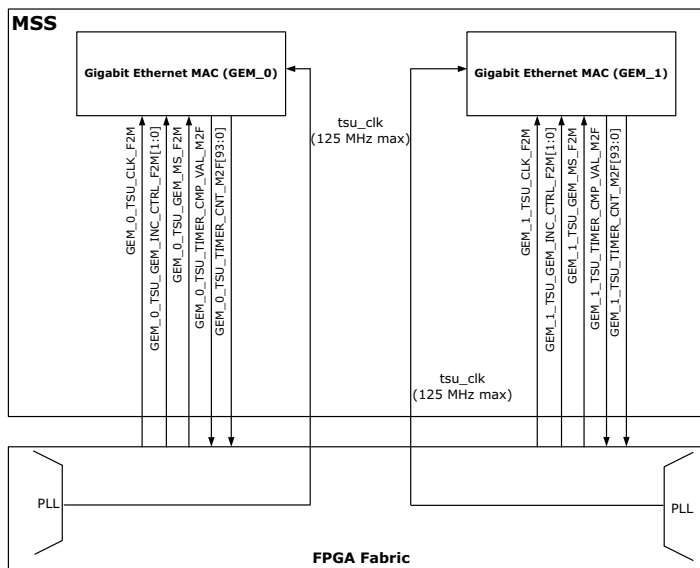 MSS
Gigabit Ethernet MAC (GEM_0)
Gigabit Ethernet MAC (GEM_1)
tsu_clk
(125 MHz max)
GEM_0_TSU_CLK_F2M
GEM_0_TSU_GEM_INC_CTRL_F2M[1:0]
GEM_0_TSU_GEM_MS_F2M
GEM_0_TSU_TIMER_CMP_VAL_M2F
GEM_0_TSU_TIMER_CNT_M2F[93:0]
GEM_1_TSU_CLK_F2M
GEM_1_TSU_GEM_INC_CTRL_F2M[1:0]
GEM_1_TSU_GEM_MS_F2M
GEM_1_TSU_TIMER_CMP_VAL_M2F
GEM_1_TSU_TIMER_CNT_M2F[93:0]
tsu_clk
(125 MHz max)
PLL
PLL
FPGA Fabric